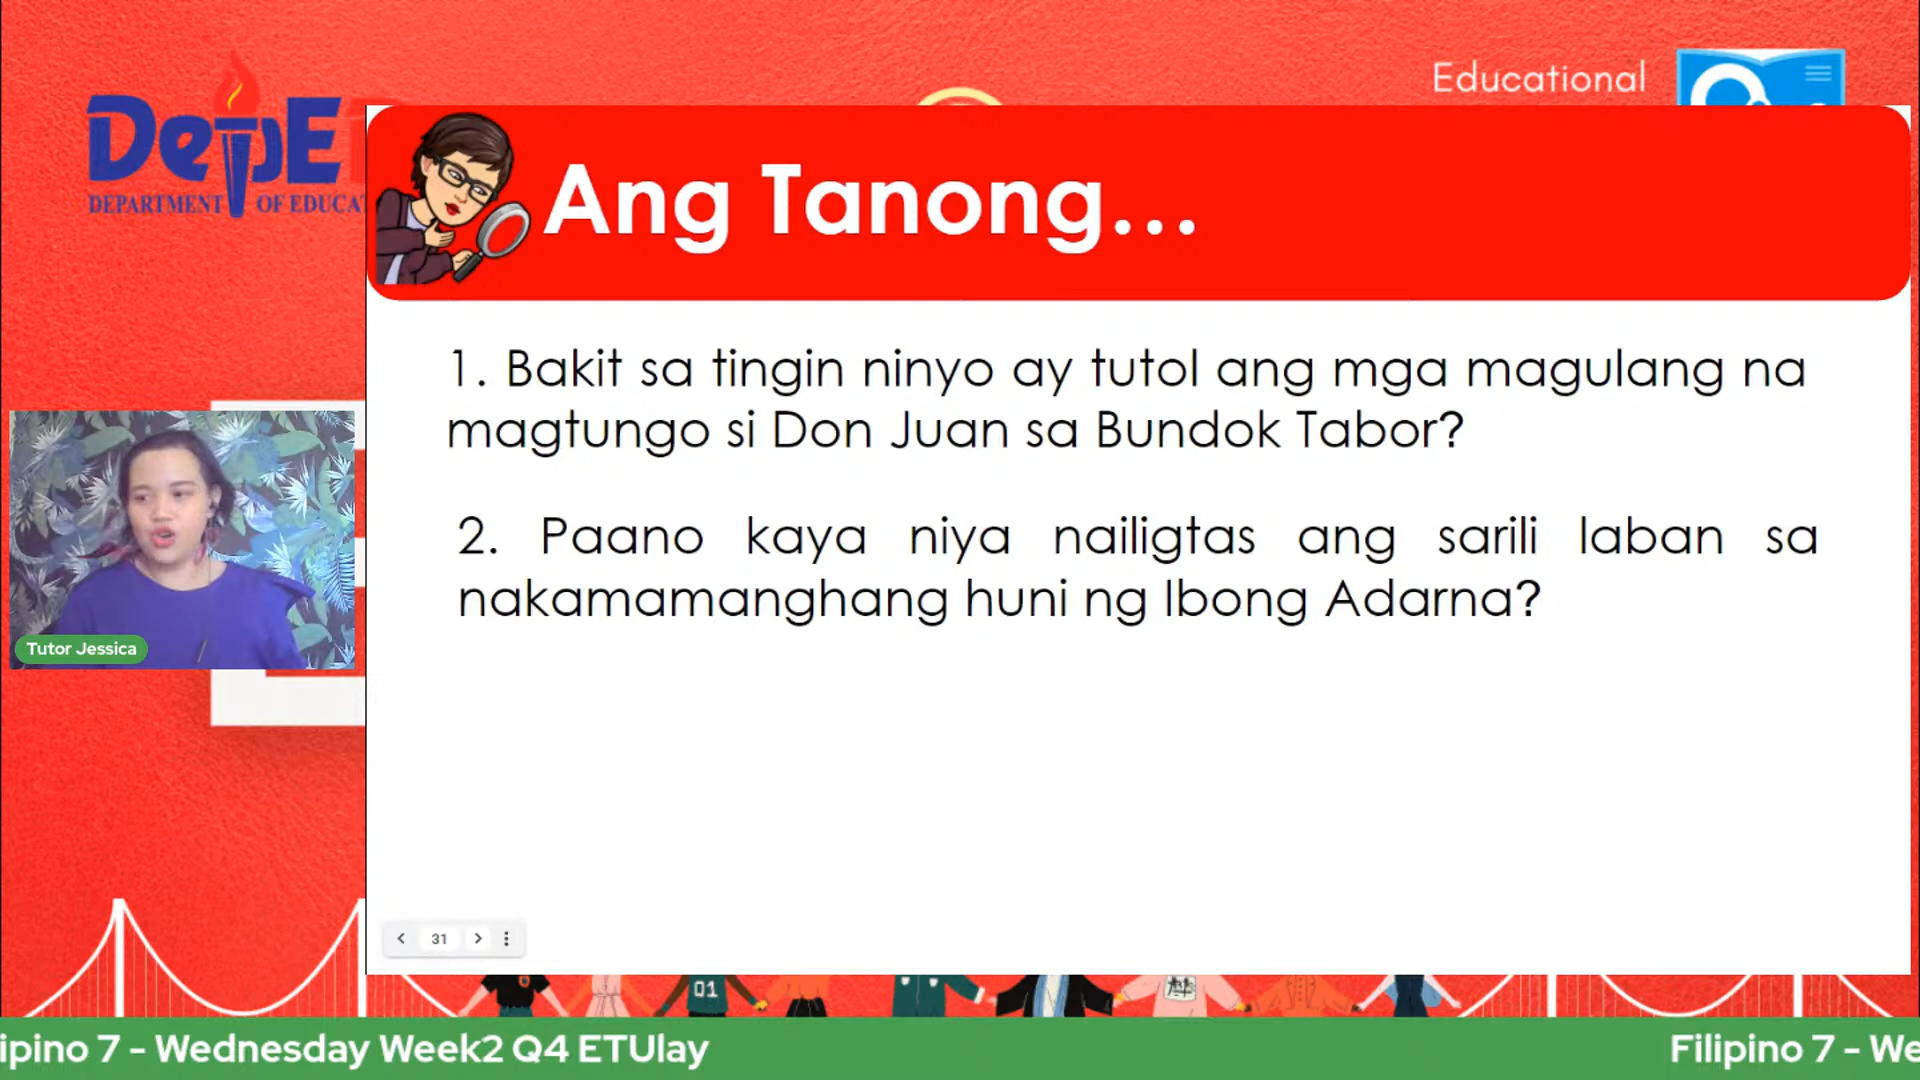 DepE
DEPARTMENT OF EDUCA
Educational
Ang Tanong...
1. Bakit sa tingin ninyo ay tutol ang mga magulang na
magtungo si Don Juan sa Bundok Tabor?
2. Paano kaya niya nailigtas ang sarili laban sa
nakamamanghang huni ng Ibong Adarna?
Tutor Jessica
31
01
ipino 7 - Wednesday Week2 Q4 ETUlay
Filipino 7 - We